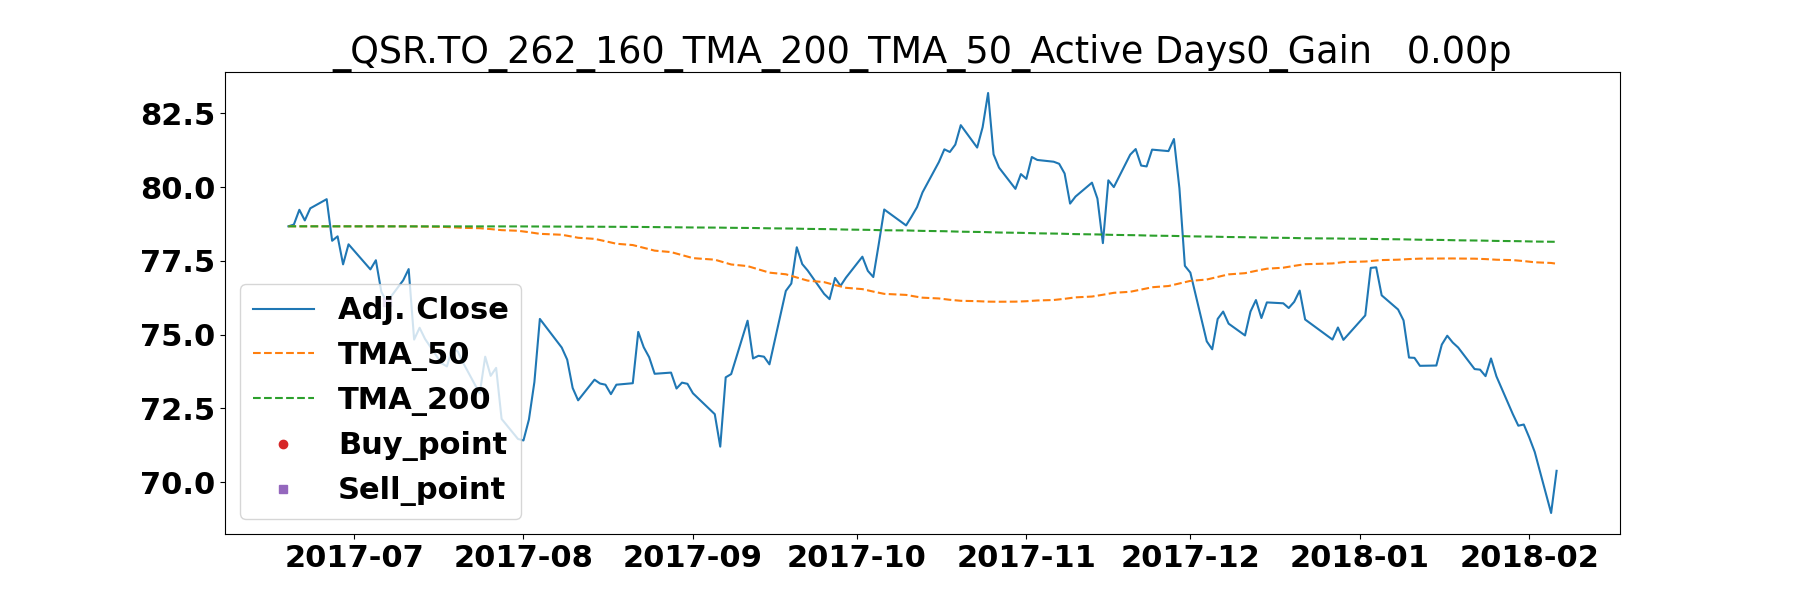 _QSR.TO_262_160_TMA_200_TMA_50_Active Days0_Gain   0.00p
82.5
80.0
77.5
75.0
72.5
70.0
Adj. Close
TMA_50
TMA_200
Buy_point
Sell_point
2017-07 2017-08 2017-09 2017-10 2017-11 2017-12 2018-01 2018-02